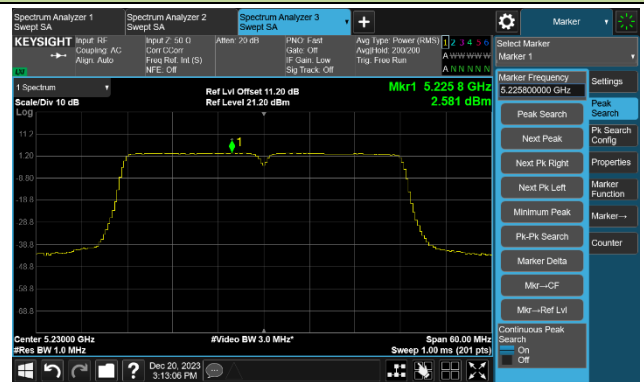 Spectrum Analyzer 1
Swept SA
Spectrum Analyzer 2
Swept SA
Spectrum Analyzer 3
Swept SA
Marker
KEYSIGHT
Input: RF
Coupling: AC
Align: Auto
Input Z: 50 Ω
Corr CCorr
Freq Ref: Int (S)
NFE: Off
Atten: 20 dB
PNO: Fast
Gate: Off
IF Gain: Low
Sig Track: Off
Avg Type: Power (RMS)
Avg|Hold: 200/200
Trig: Free Run
1 2 3 4 5 6
A W W W W W
A N N N N N
LV
Select Marker
Marker 1
1 Spectrum
Scale/Div 10 dB
Log
Ref Lvl Offset 11.20 dB
Ref Level 21.20 dBm
Mkr1 5.225 8 GHz
2.581 dBm
1
11.2
1.20
-8.80
-18.8
-28.8
-38.8
-48.8
-58.8
-68.8
Center 5.23000 GHz
#Res BW 1.0 MHz
#Video BW 3.0 MHz*
Span 60.00 MHz
Sweep 1.00 ms (201 pts)
Marker Frequency
5.225800000 GHz
Peak Search
Next Peak
Next Pk Right
Next Pk Left
Minimum Peak
Pk-Pk Search
Marker Delta
Mkr→CF
Mkr→Ref Lvl
Continuous Peak
Search
On
Off
Settings
Peak
Search
Pk Search
Config
Properties
Marker
Function
Marker→
Counter
?
Dec 20, 2023
3:13:06 PM